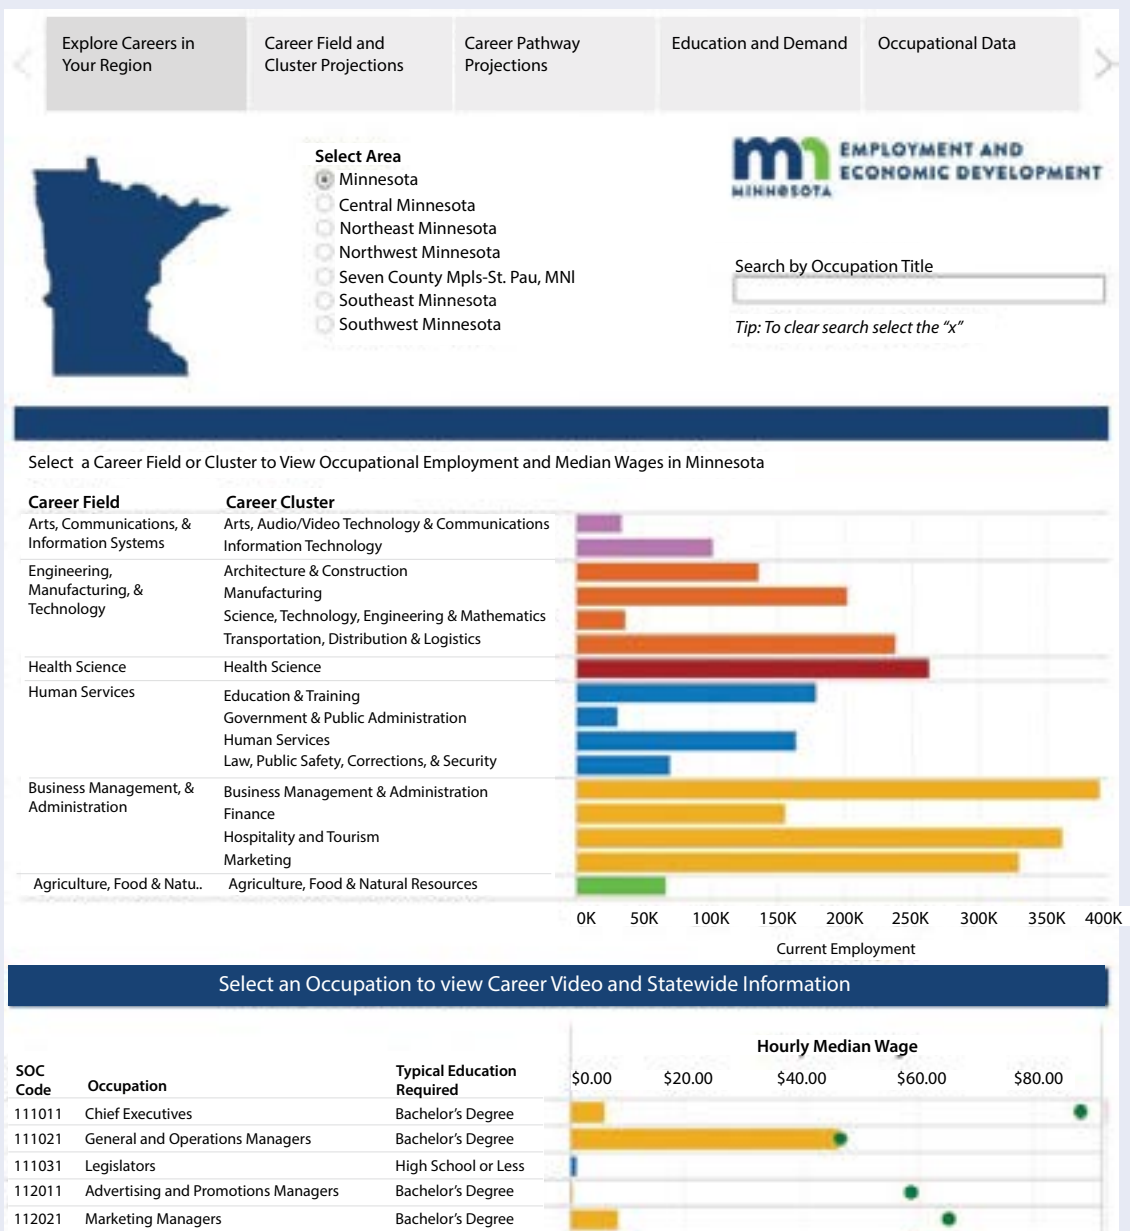 Explore Careers in
Your Region
Career Field and
Cluster Projections
Career Pathway
Projections
Education and Demand
Occupational Data
Select Area
Minnesota
Central Minnesota
Northeast Minnesota
Northwest Minnesota
Seven County Mpls-St. Pau, MNl
Southeast Minnesota
Southwest Minnesota
mn
MINNESOTA
EMPLOYMENT AND
ECONOMIC DEVELOPMENT
Search by Occupation Title
Tip: To clear search select the “x”
Select a Career Field or Cluster to View Occupational Employment and Median Wages in Minnesota
Career Field Career Cluster
Arts, Communications, &
Information Systems
Arts, Audio/Video Technology & Communications
Information Technology
Engineering,
Manufacturing, &
Technology
Architecture & Construction
Manufacturing
Science, Technology, Engineering & Mathematics
Transportation, Distribution & Logistics
Health Science Health Science
Human Services
Education & Training
Government & Public Administration
Human Services
Law, Public Safety, Corrections, & Security
Business Management, &
Administration
Business Management & Administration
Finance
Hospitality and Tourism
Marketing
Agriculture, Food & Natu.. Agriculture, Food & Natural Resources
0K 50K 100K 150K 200K 250K 300K 350K 400K
Current Employment
Select an Occupation to view Career Video and Statewide Information
Hourly Median Wage
SOC
Code
Occupation
Typical Education
Required
$0.00 $20.00 $40.00 $60.00 $80.00
111011 Chief Executives Bachelor’s Degree
111021 General and Operations Managers Bachelor’s Degree
111031 Legislators High School or Less
112011 Advertising and Promotions Managers Bachelor’s Degree
112021 Marketing Managers Bachelor’s Degree